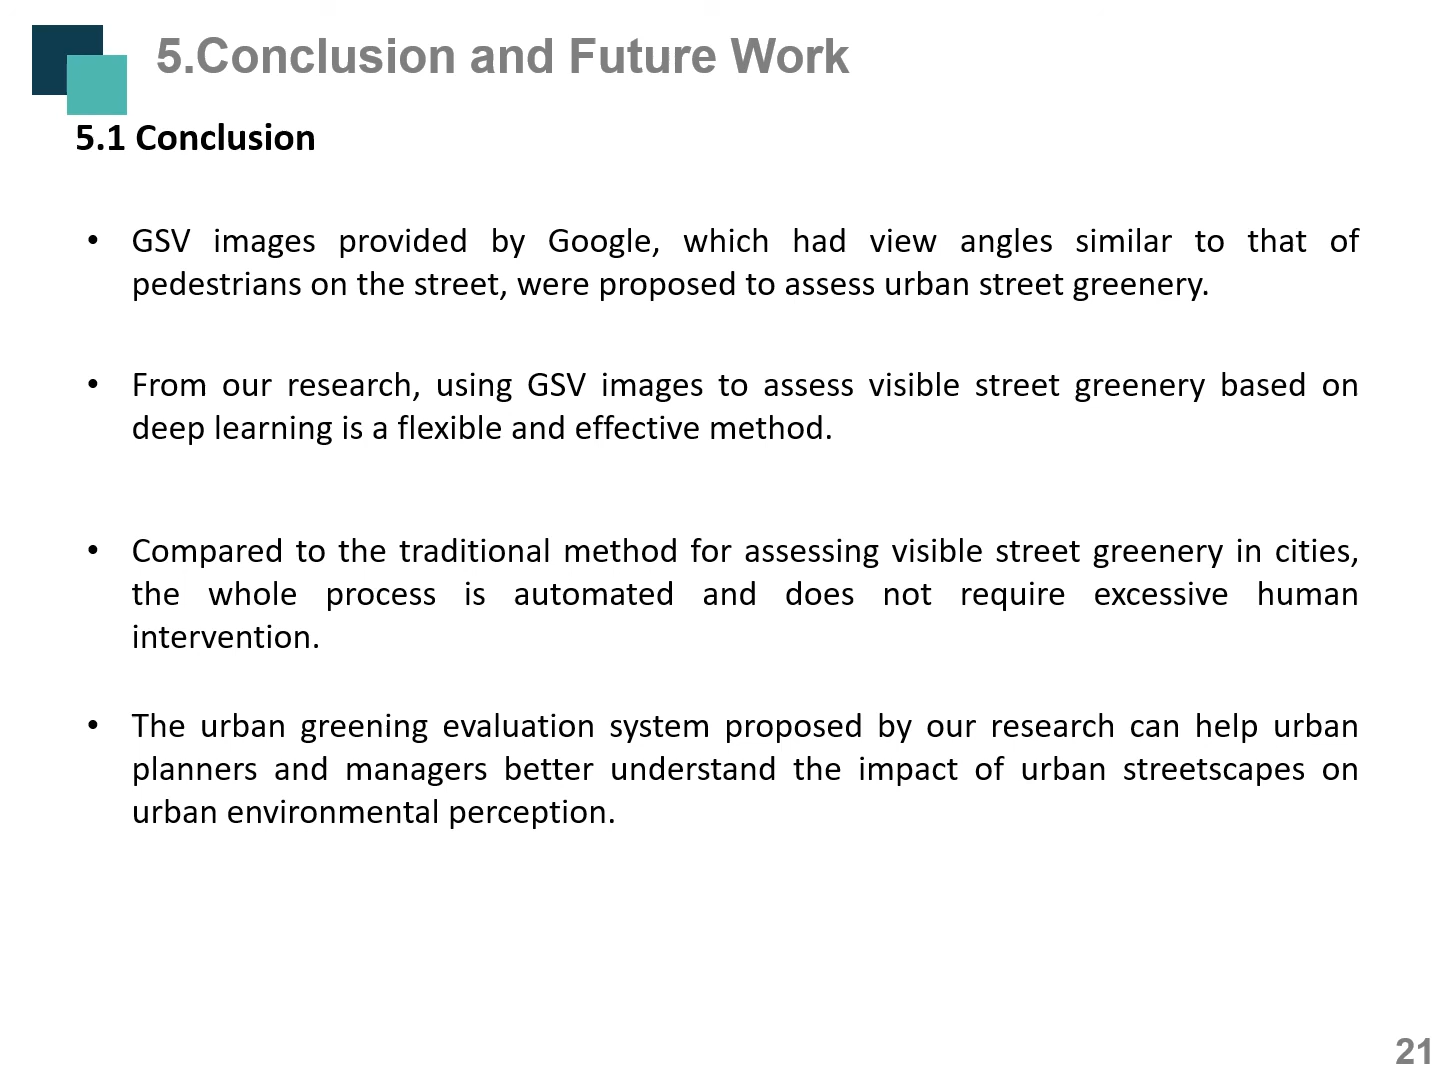 5.Conclusion and Future Work
5.1 Conclusion
• GSV images provided by Google, which had view angles similar to that of
pedestrians on the street, were proposed to assess urban street greenery.
• From our research, using GSV images to assess visible street greenery based on
deep learning is a flexible and effective method.
• Compared to the traditional method for assessing visible street greenery in cities,
the whole process is automated and does not require excessive human
intervention.
• The urban greening evaluation system proposed by our research can help urban
planners and managers better understand the impact of urban streetscapes on
urban environmental perception.
21